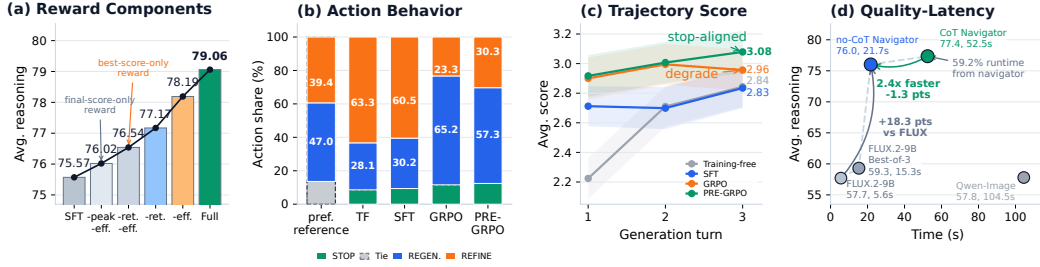 (a) Reward Components
Avg. reasoning
80
79
78
77
76
75
75.57
76.02
76.54
77.17
78.19
79.06
best-score-only
reward
final-score-only
reward
SFT
-peak
-eff.
-ret.
-eff.
-ret.
-eff.
Full
(b) Action Behavior
Action share (%)
100
80
60
40
20
0
39.4
47.0
63.3
28.1
60.5
30.2
23.3
65.2
30.3
57.3
pref.
reference
TF
SFT
GRPO
PRE-
GRPO
STOP
Tie
REGEN.
REFINE
(c) Trajectory Score
Avg. score
3.2
3.0
2.8
2.6
2.4
2.2
stop-aligned
degrade
3.08
2.96
2.84
2.83
Training-free
SFT
GRPO
PRE-GRPO
1
2
3
Generation turn
(d) Quality-Latency
Avg. reasoning
80
75
70
65
60
55
no-CoT Navigator
76.0, 21.7s
CoT Navigator
77.4, 52.5s
59.2% runtime
from navigator
2.4x faster
-1.3 pts
+18.3 pts
vs FLUX
FLUX.2-9B
Best-of-3
59.3, 15.3s
FLUX.2-9B
57.7, 5.6s
Qwen-Image
57.8, 104.5s
0
20
40
60
80
100
Time (s)